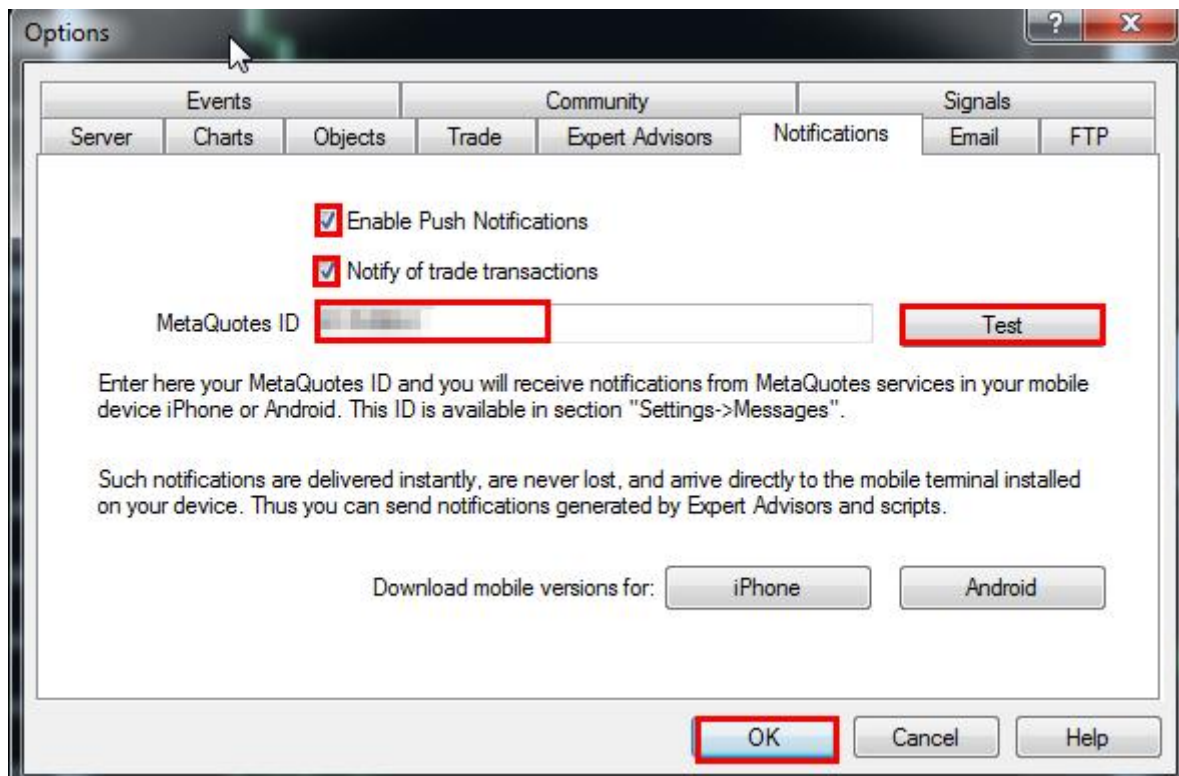 Options
?
Events Community Signals
Server Charts Objects Trade Expert Advisors Notifications Email FTP
Enable Push Notifications
Notify of trade transactions
MetaQuotes ID Test
Enter here your MetaQuotes ID and you will receive notifications from MetaQuotes services in your mobile
device iPhone or Android. This ID is available in section "Settings->Messages".
Such notifications are delivered instantly, are never lost, and arrive directly to the mobile terminal installed
on your device. Thus you can send notifications generated by Expert Advisors and scripts.
Download mobile versions for: iPhone Android
OK Cancel Help